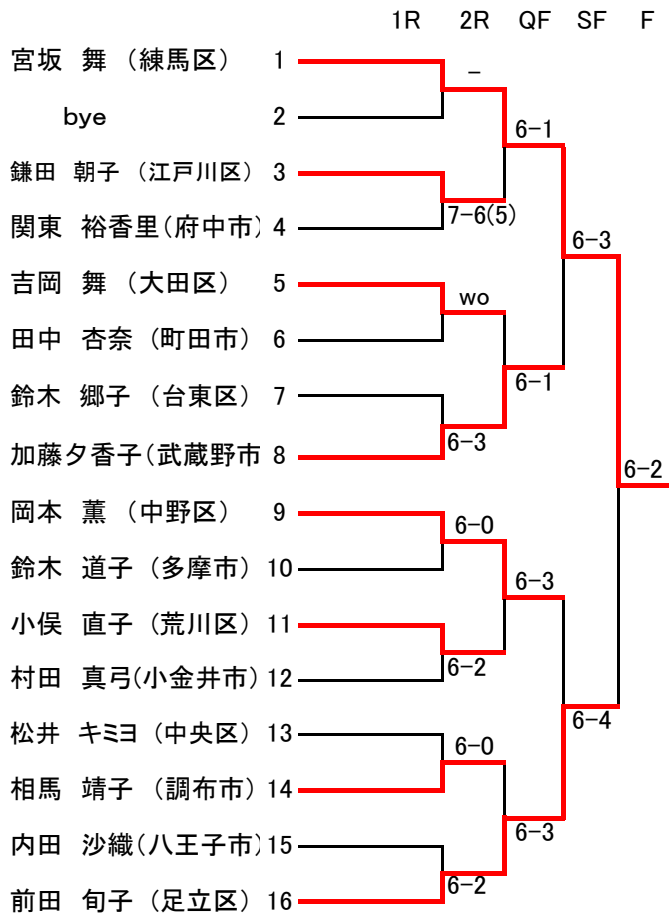 1R 2R QF SF F
宮坂 舞 （練馬区） 1
-
bye 2
6-1
鎌田 朝子 （江戸川区） 3
7-6(5)
関東 裕香里(府中市) 4
6-3
吉岡 舞 （大田区） 5
wo
田中 杏奈 （町田市） 6
6-1
鈴木 郷子 （台東区） 7
6-3
加藤夕香子(武蔵野市 8
6-2
岡本 薫 （中野区） 9
6-0
鈴木 道子 （多摩市） 10
6-3
小俣 直子 （荒川区） 11
6-2
村田 真弓(小金井市) 12
6-4
松井 キミヨ （中央区） 13
6-0
相馬 靖子 （調布市） 14
6-3
内田 沙織(八王子市) 15
6-2
前田 旬子 （足立区） 16